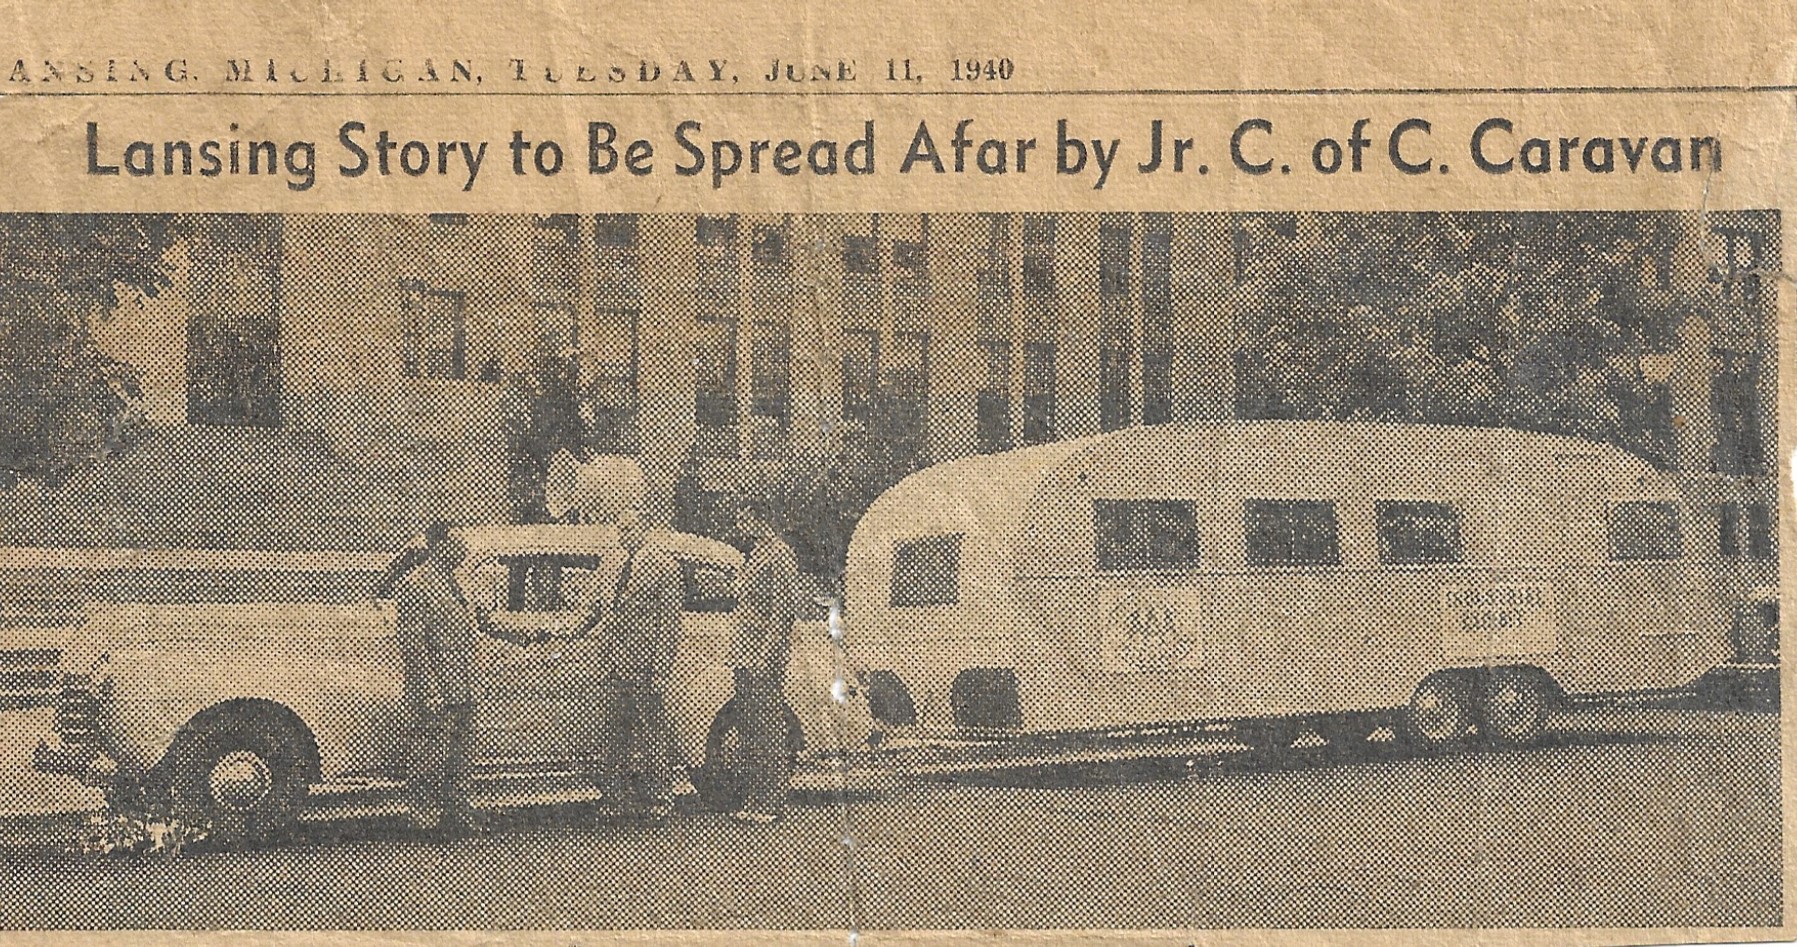 ANSING, MICHIGAN, TUESDAY, JUNE 11, 1940
Lansing Story to Be Spread Afar by Jr. C. of C. Caravan